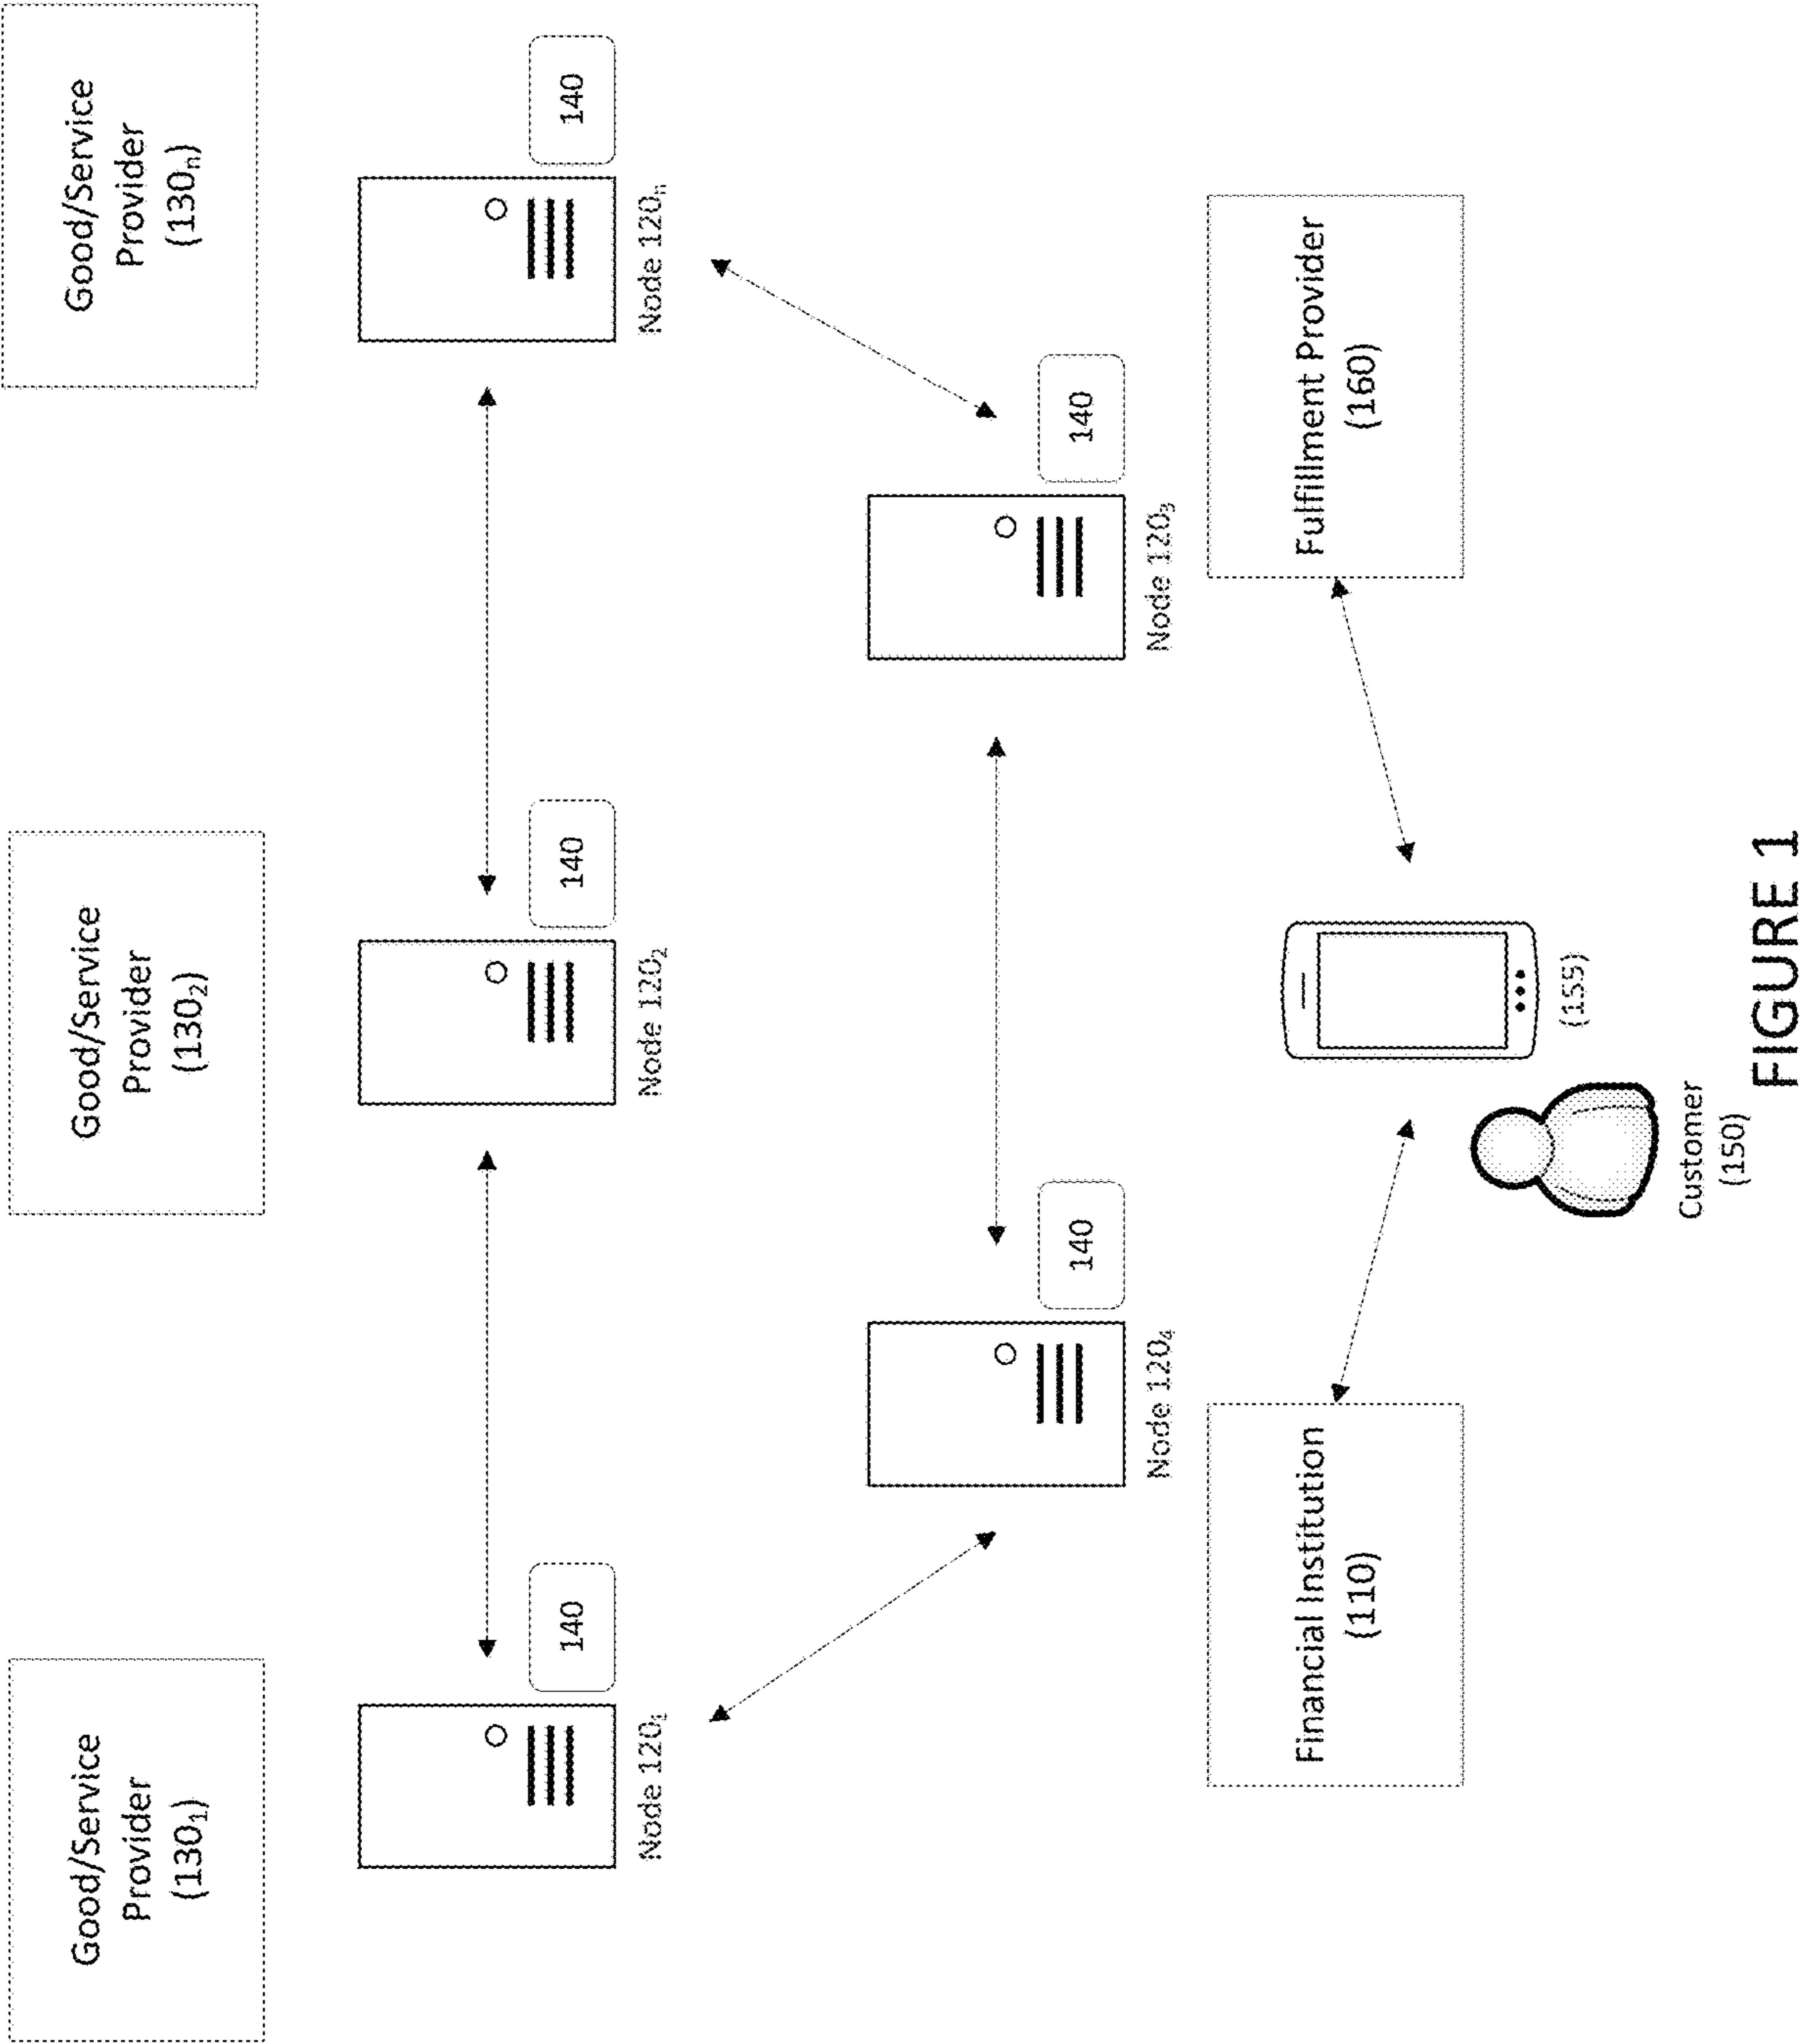 Good/Service
Provider
(130₁)
Good/Service
Provider
(130₂)
Good/Service
Provider
(130ₙ)
140
140
140
Node 120₁
Node 120₂
Node 120ₙ
140
140
Node 120₄
Node 120₃
Financial Institution
(110)
Fulfillment Provider
(160)
(155)
Customer
(150)
FIGURE 1